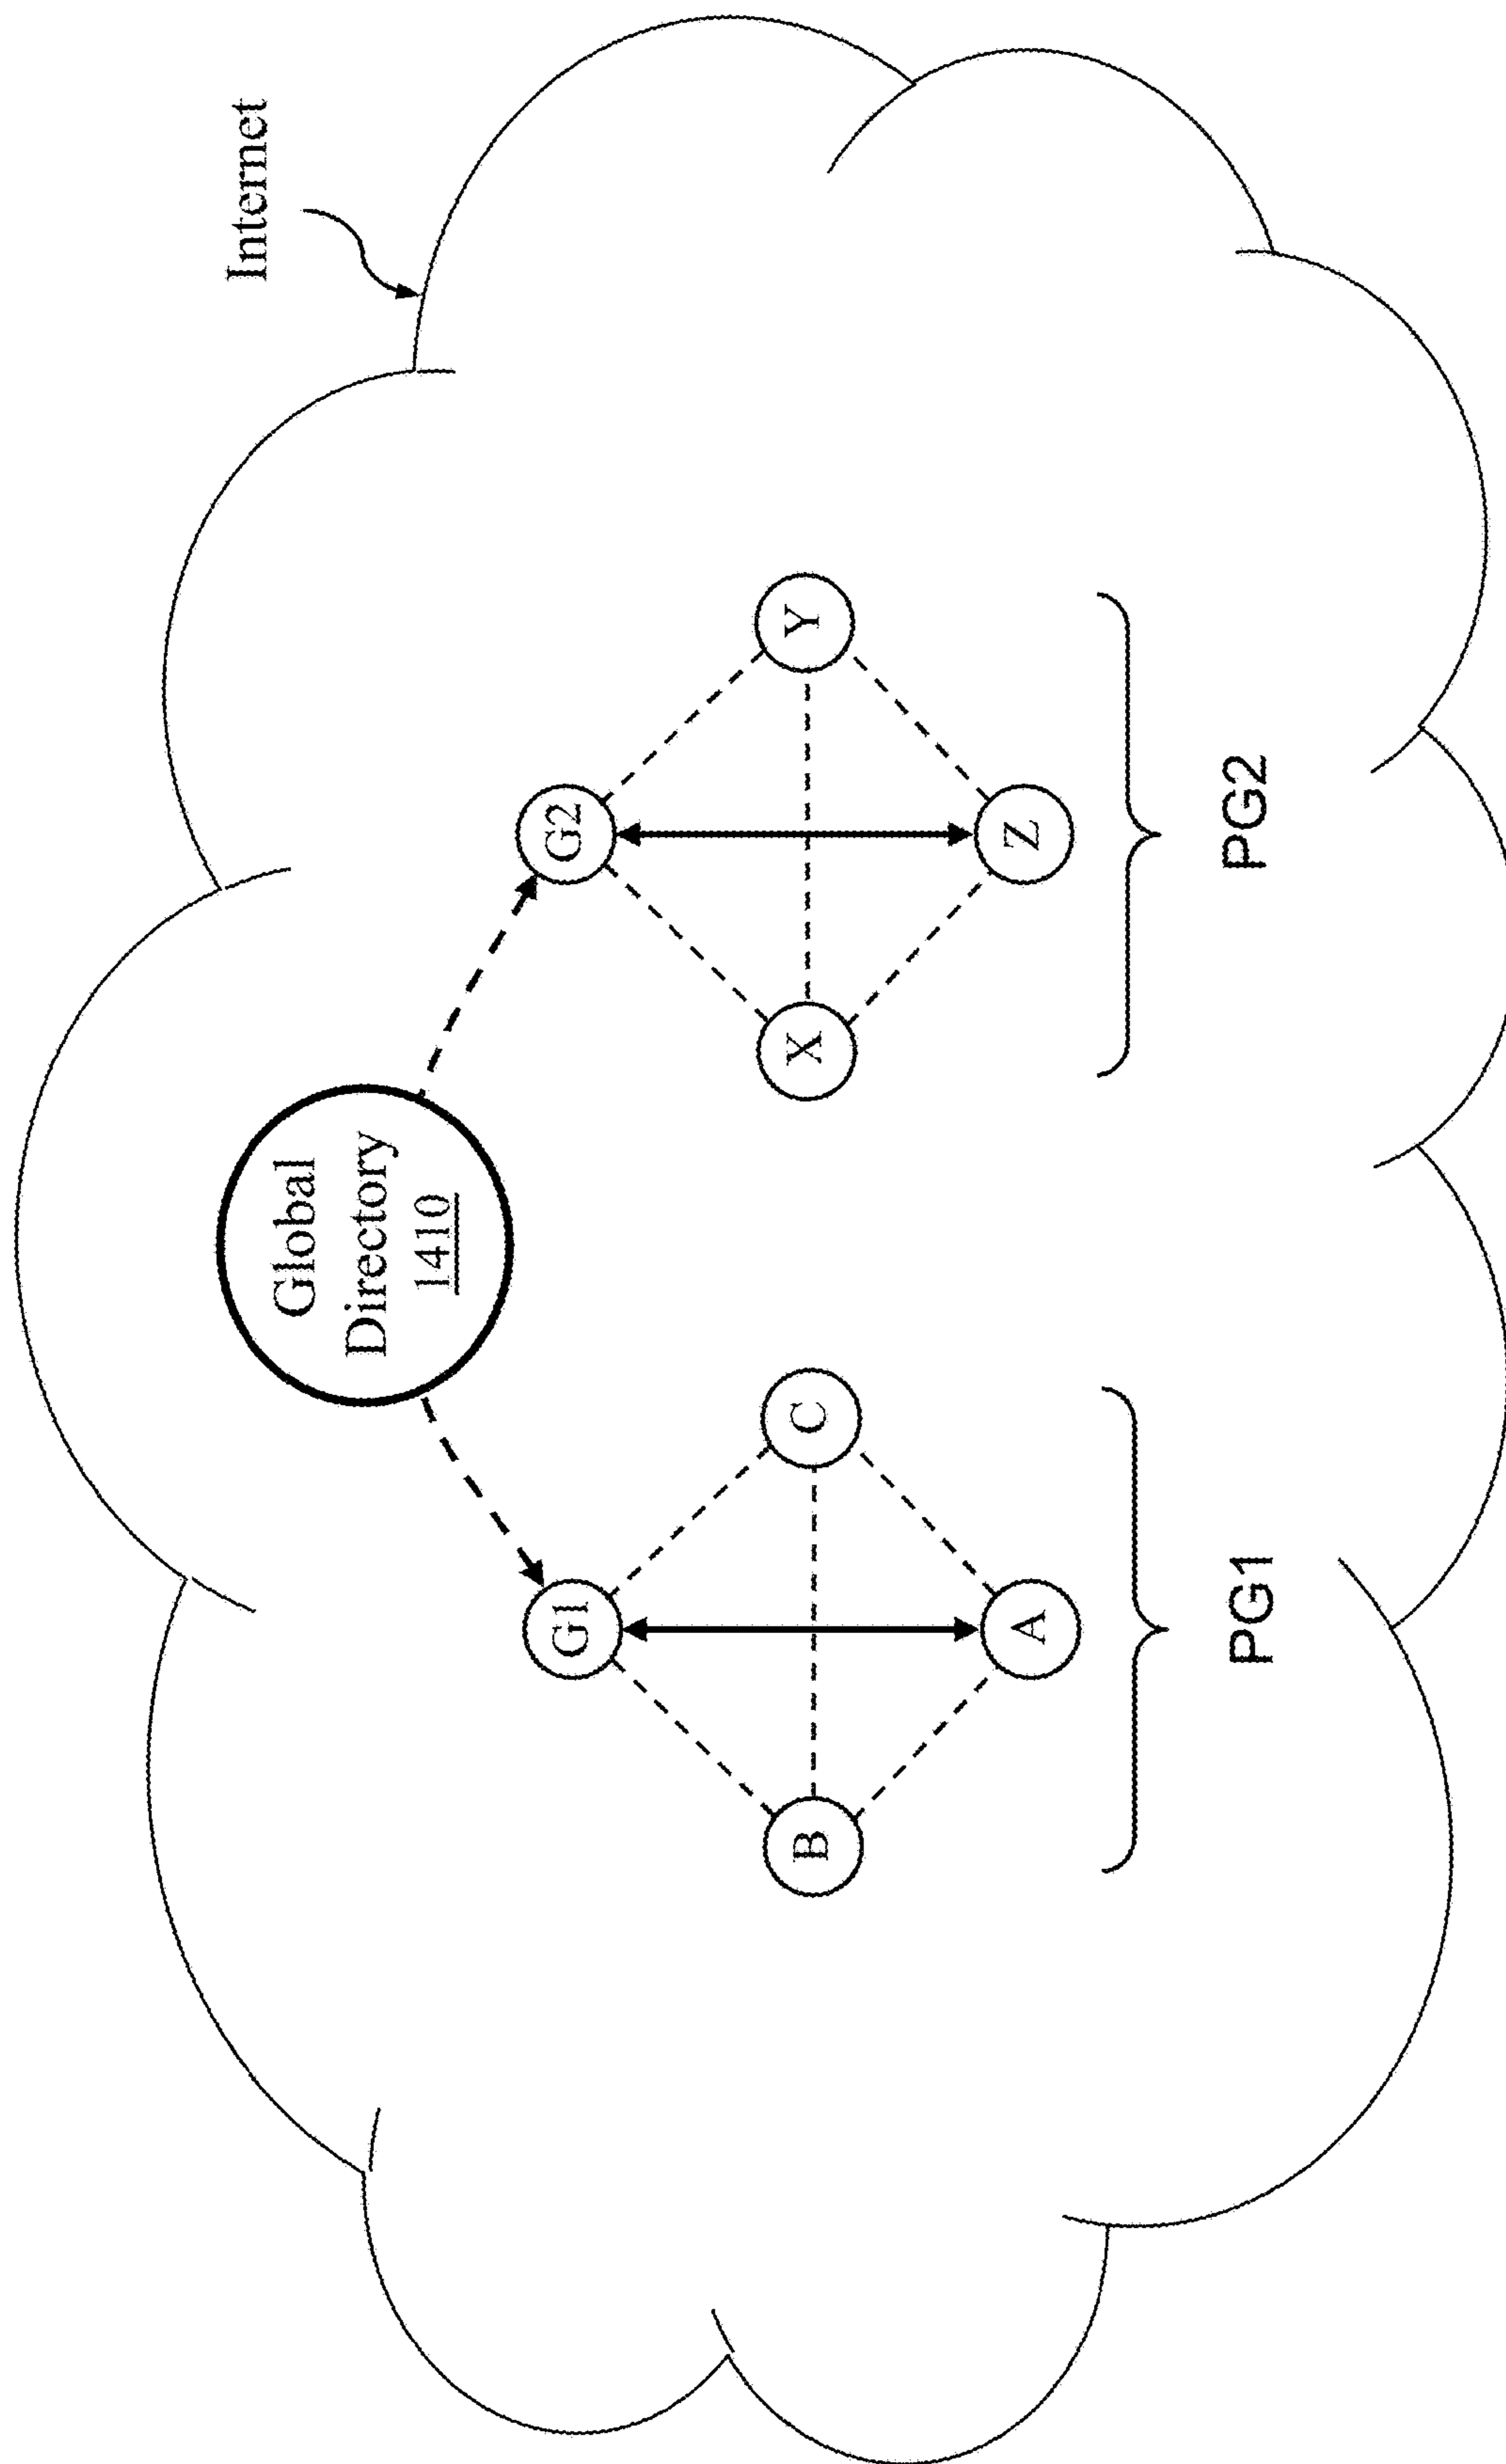 Internet
Global
Directory
1410
G1
G2
B
C
X
Y
A
Z
PG1
PG2